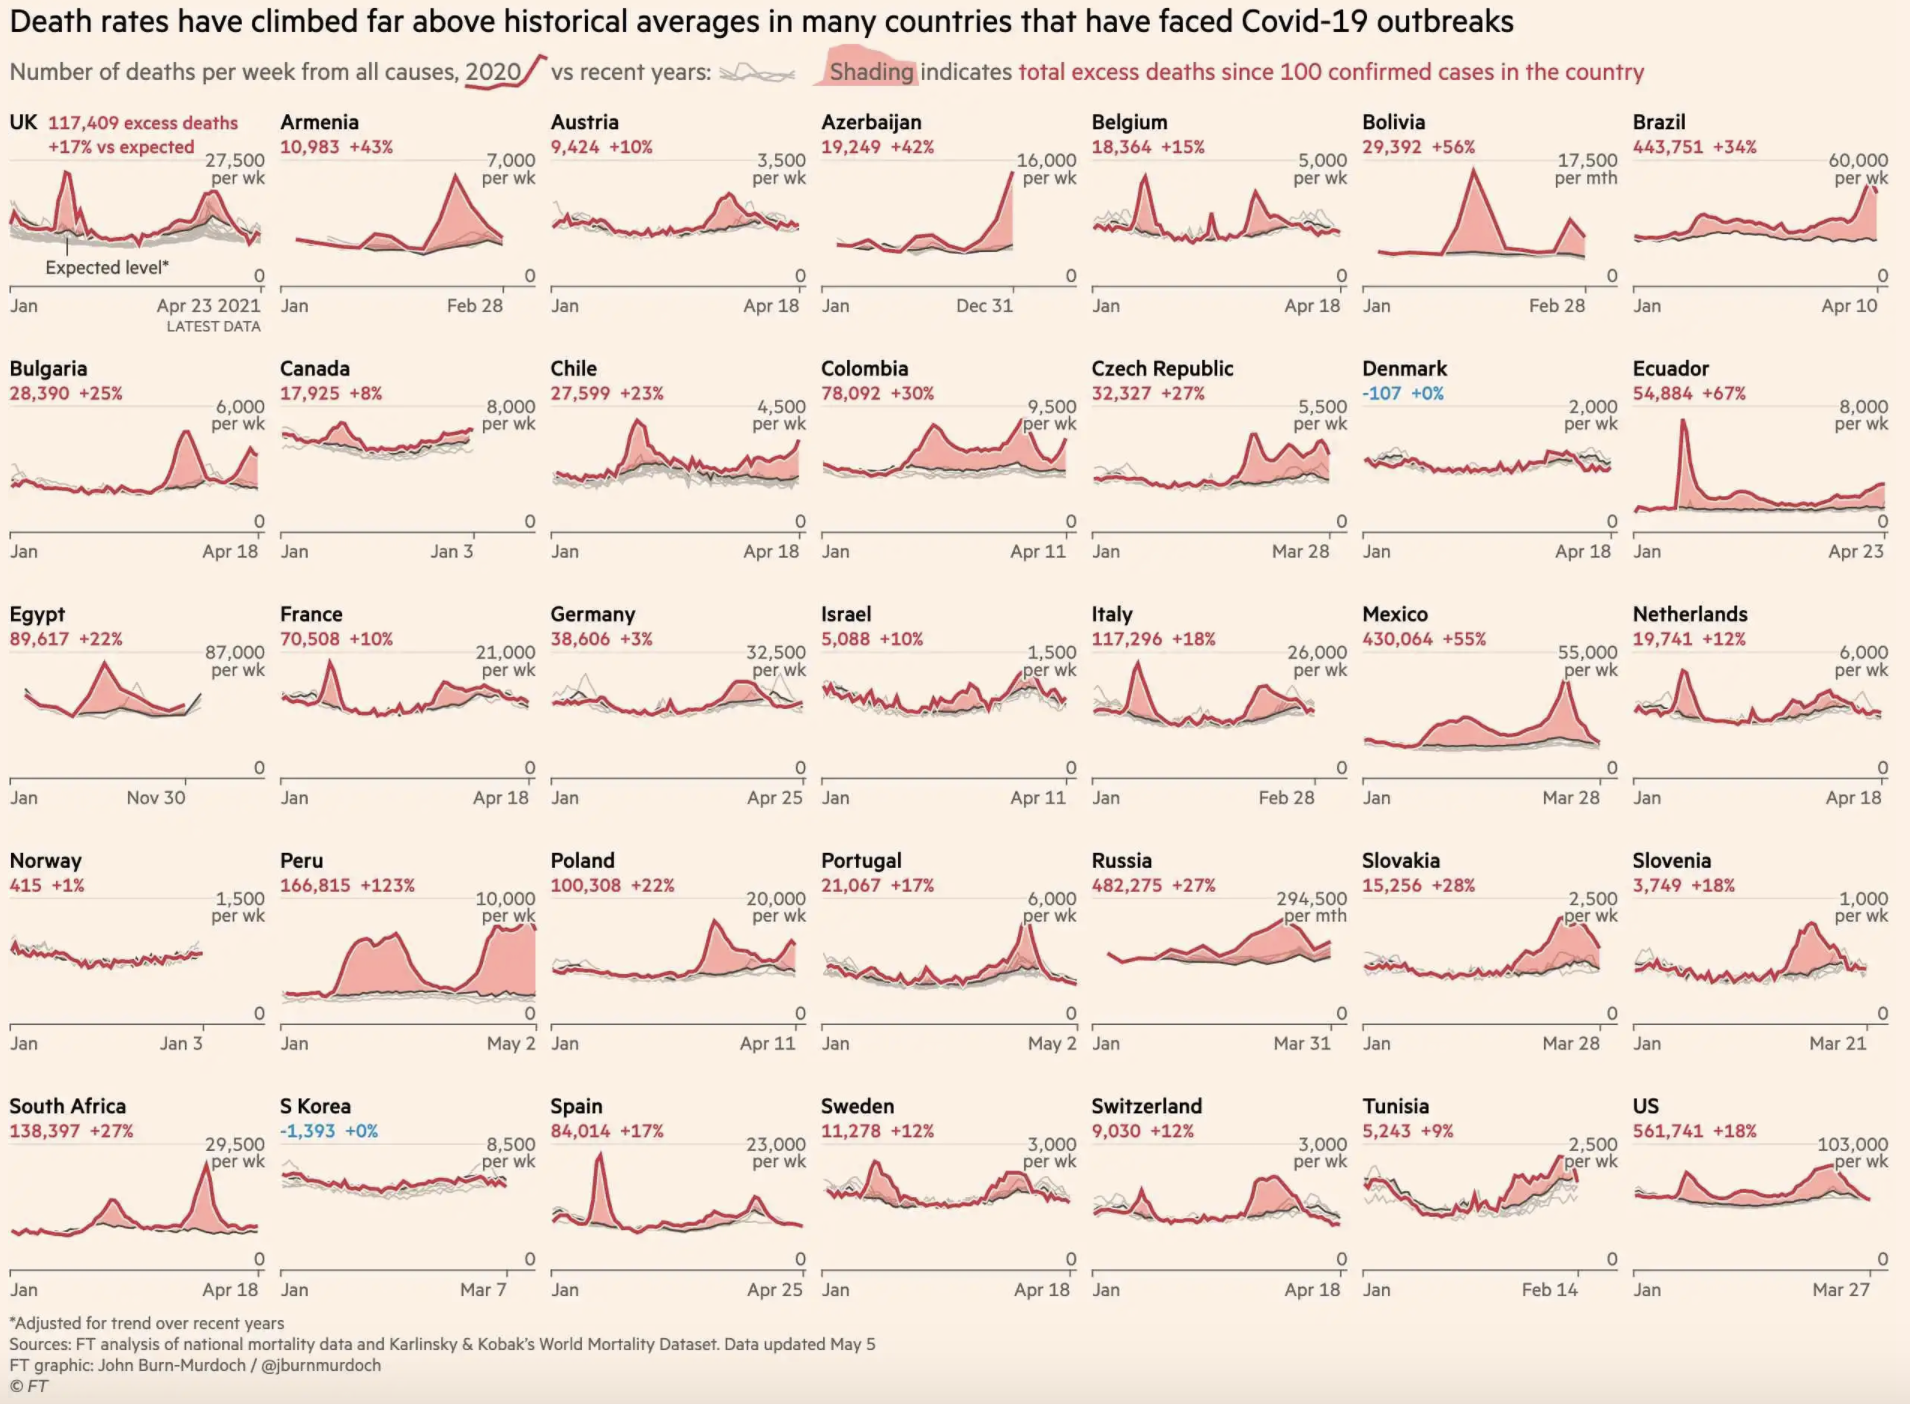 Death rates have climbed far above historical averages in many countries that have faced Covid-19 outbreaks
Number of deaths per week from all causes, 2020 vs recent years: Shading indicates total excess deaths since 100 confirmed cases in the country
UK 117,409 excess deaths
+17% vs expected
27,500
per wk
Expected level*
0
Jan Apr 23 2021
LATEST DATA
Armenia
10,983 +43%
7,000
per wk
0
Jan Feb 28
Austria
9,424 +10%
3,500
per wk
0
Jan Apr 18
Azerbaijan
19,249 +42%
16,000
per wk
0
Jan Dec 31
Belgium
18,364 +15%
5,000
per wk
0
Jan Apr 18
Bolivia
29,392 +56%
17,500
per mth
0
Jan Feb 28
Brazil
443,751 +34%
60,000
per wk
0
Jan Apr 10
Bulgaria
28,390 +25%
6,000
per wk
0
Jan Apr 18
Canada
17,925 +8%
8,000
per wk
0
Jan Jan 3
Chile
27,599 +23%
4,500
per wk
0
Jan Apr 18
Colombia
78,092 +30%
9,500
per wk
0
Jan Apr 11
Czech Republic
32,327 +27%
5,500
per wk
0
Jan Mar 28
Denmark
-107 +0%
2,000
per wk
0
Jan Apr 18
Ecuador
54,884 +67%
8,000
per wk
0
Jan Apr 23
Egypt
89,617 +22%
87,000
per wk
0
Jan Nov 30
France
70,508 +10%
21,000
per wk
0
Jan Apr 18
Germany
38,606 +3%
32,500
per wk
0
Jan Apr 25
Israel
5,088 +10%
1,500
per wk
0
Jan Apr 11
Italy
117,296 +18%
26,000
per wk
0
Jan Feb 28
Mexico
430,064 +55%
55,000
per wk
0
Jan Mar 28
Netherlands
19,741 +12%
6,000
per wk
0
Jan Apr 18
Norway
415 +1%
1,500
per wk
0
Jan Jan 3
Peru
166,815 +123%
10,000
per wk
0
Jan May 2
Poland
100,308 +22%
20,000
per wk
0
Jan Apr 11
Portugal
21,067 +17%
6,000
per wk
0
Jan May 2
Russia
482,275 +27%
294,500
per mth
0
Jan Mar 31
Slovakia
15,256 +28%
2,500
per wk
0
Jan Mar 28
Slovenia
3,749 +18%
1,000
per wk
0
Jan Mar 21
South Africa
138,397 +27%
29,500
per wk
0
Jan Apr 18
S Korea
-1,393 +0%
8,500
per wk
0
Jan Mar 7
Spain
84,014 +17%
23,000
per wk
0
Jan Apr 25
Sweden
11,278 +12%
3,000
per wk
0
Jan Apr 18
Switzerland
9,030 +12%
3,000
per wk
0
Jan Apr 18
Tunisia
5,243 +9%
2,500
per wk
0
Jan Feb 14
US
561,741 +18%
103,000
per wk
0
Jan Mar 27
*Adjusted for trend over recent years
Sources: FT analysis of national mortality data and Karlinsky & Kobak's World Mortality Dataset. Data updated May 5
FT graphic: John Burn-Murdoch / @jburnmurdoch
© FT